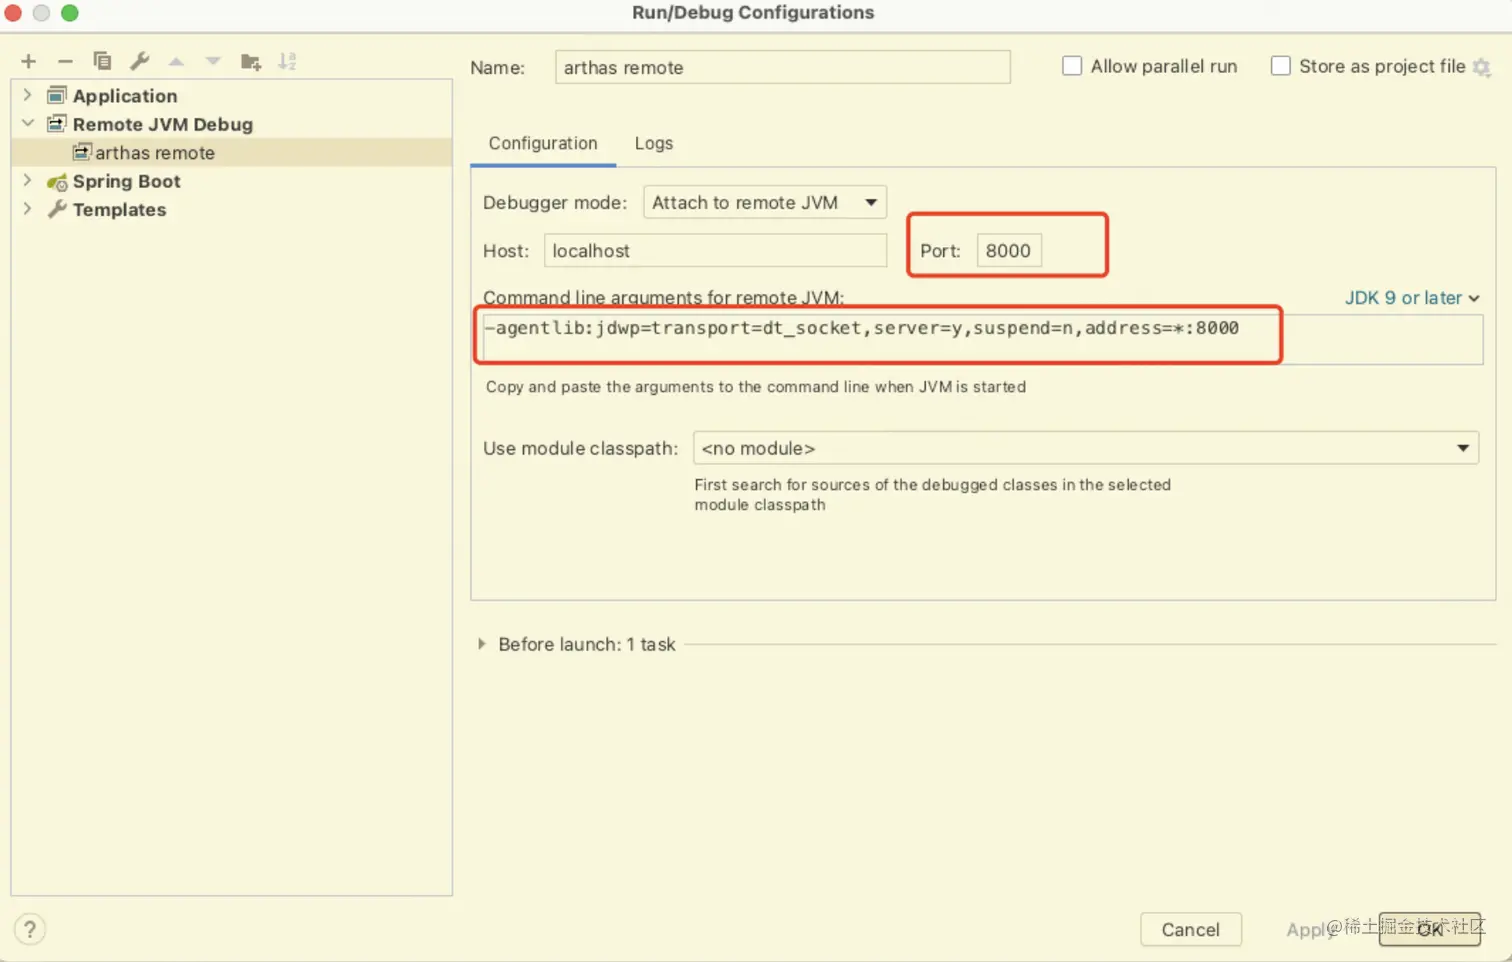 Run/Debug Configurations
Application
Remote JVM Debug
arthas remote
Spring Boot
Templates
Name: arthas remote
Allow parallel run
Store as project file
Configuration Logs
Debugger mode: Attach to remote JVM
Host: localhost Port: 8000
Command line arguments for remote JVM: JDK 9 or later
-agentlib:jdwp=transport=dt_socket,server=y,suspend=n,address=*:8000
Copy and paste the arguments to the command line when JVM is started
Use module classpath: <no module>
First search for sources of the debugged classes in the selected
module classpath
Before launch: 1 task
? Cancel Apply OK
@稀土掘金技术社区